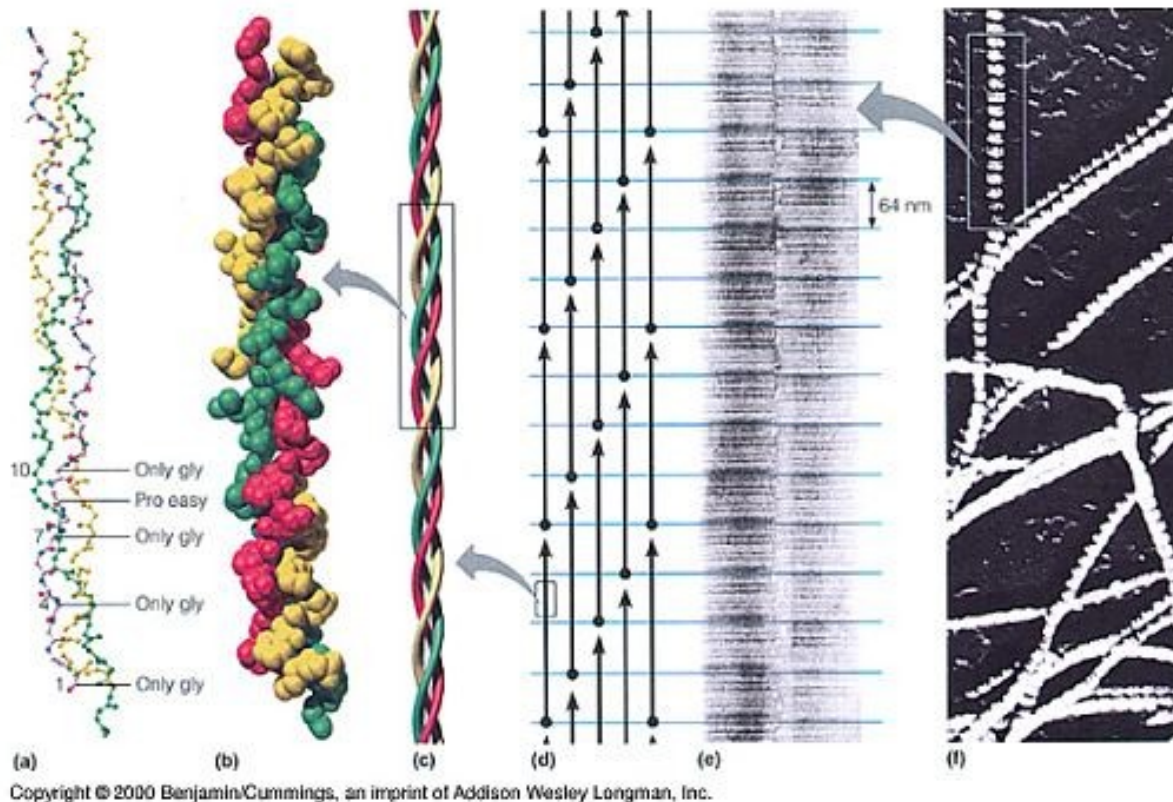 64 nm
10
Only gly
Pro easy
7
Only gly
4
Only gly
1
Only gly
(a)
(b)
(c)
(d)
(e)
(f)
Copyright © 2000 Benjamin/Cummings, an imprint of Addison Wesley Longman, Inc.